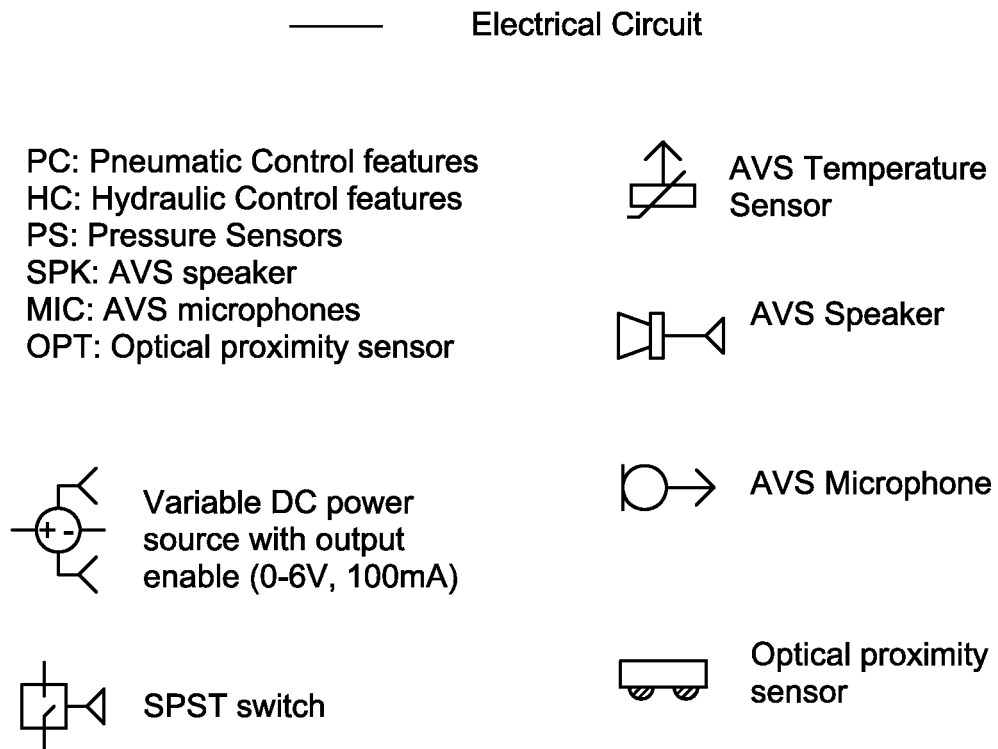 Electrical Circuit
PC: Pneumatic Control features
HC: Hydraulic Control features
PS: Pressure Sensors
SPK: AVS speaker
MIC: AVS microphones
OPT: Optical proximity sensor
AVS Temperature
Sensor
AVS Speaker
AVS Microphone
Optical proximity
sensor
+ -
Variable DC power
source with output
enable (0-6V, 100mA)
SPST switch